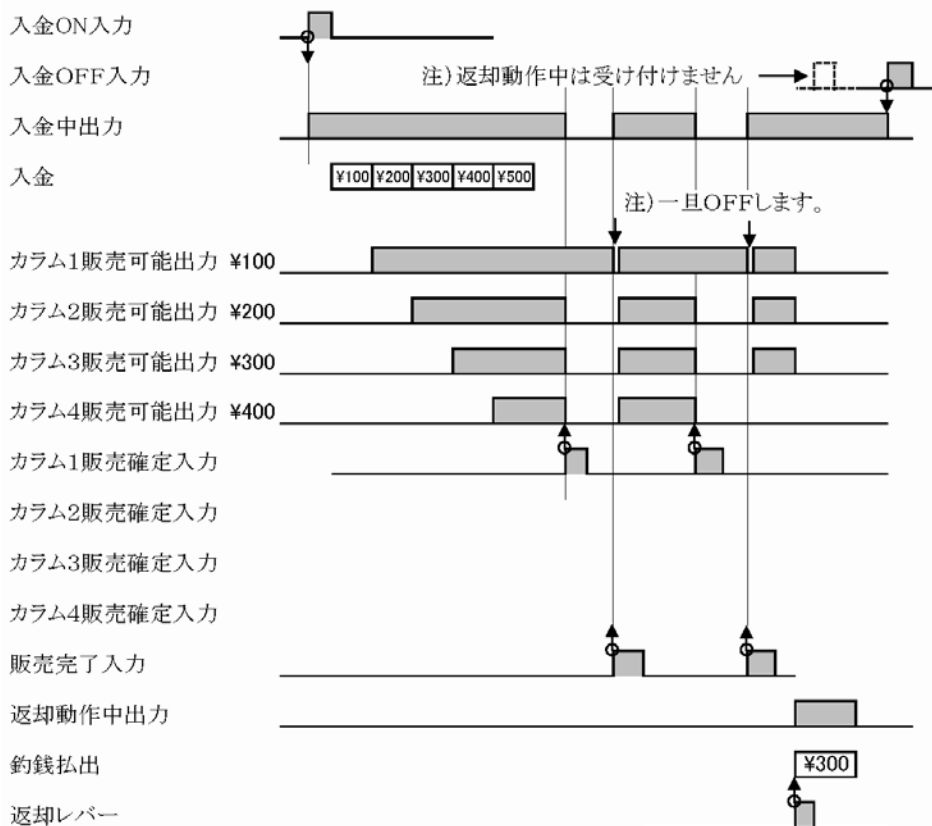 入金ON入力
入金OFF入力
注)返却動作中は受け付けません
入金中出力
入金
¥100 ¥200 ¥300 ¥400 ¥500
注)一旦OFFします。
カラム1販売可能出力 ¥100
カラム2販売可能出力 ¥200
カラム3販売可能出力 ¥300
カラム4販売可能出力 ¥400
カラム1販売確定入力
カラム2販売確定入力
カラム3販売確定入力
カラム4販売確定入力
販売完了入力
返却動作中出力
釣銭払出
¥300
返却レバー